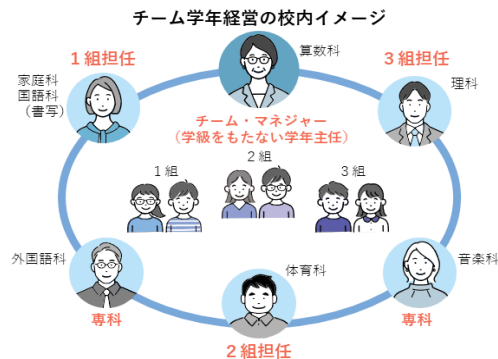 チーム学年経営の校内イメージ
1組担任
算数科
3組担任
家庭科
国語科
（書写）
理科
チーム・マネジャー
（学級をもたない学年主任）
1組
2組
3組
外国語科
体育科
音楽科
専科
専科
2組担任